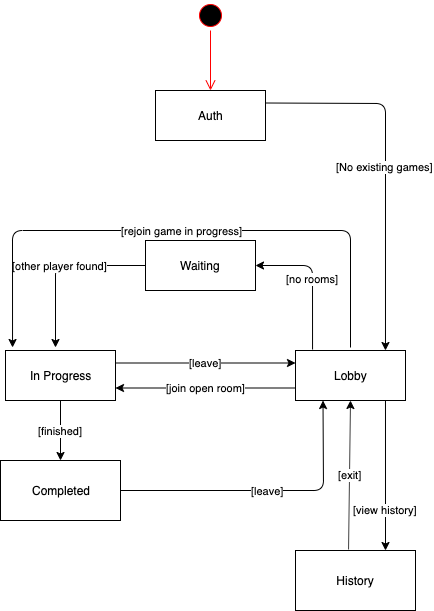 Auth
[No existing games]
[rejoin game in progress]
[other player found]
Waiting
[no rooms]
In Progress
[leave]
[join open room]
Lobby
[finished]
Completed
[leave]
[exit]
[view history]
History